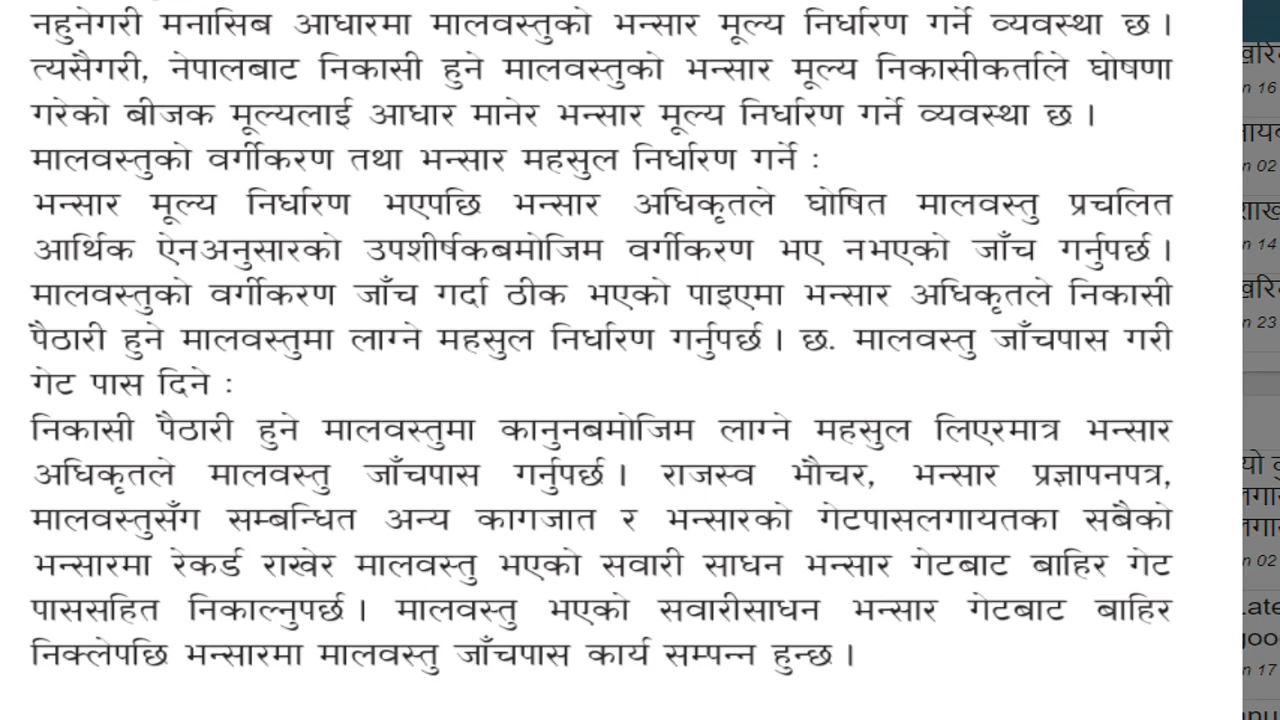 नहुनेगरी मनासिब आधारमा मालवस्तुको भन्सार मूल्य निर्धारण गर्ने व्यवस्था छ ।
त्यसैगरी, नेपालबाट निकासी हुने मालवस्तुको भन्सार मूल्य निकासीकर्ताले घोषणा
गरेको बीजक मूल्यलाई आधार मानेर भन्सार मूल्य निर्धारण गर्ने व्यवस्था छ ।
मालवस्तुको वर्गीकरण तथा भन्सार महसुल निर्धारण गर्ने :
भन्सार मूल्य निर्धारण भएपछि भन्सार अधिकृतले घोषित मालवस्तु प्रचलित
आर्थिक ऐनअनुसारको उपशीर्षकबमोजिम वर्गीकरण भए नभएको जाँच गर्नुपर्छ ।
मालवस्तुको वर्गीकरण जाँच गर्दा ठीक भएको पाइएमा भन्सार अधिकृतले निकासी
पैठारी हुने मालवस्तुमा लाग्ने महसुल निर्धारण गर्नुपर्छ । छ. मालवस्तु जाँचपास गरी
गेट पास दिने :
निकासी पैठारी हुने मालवस्तुमा कानुनबमोजिम लाग्ने महसुल लिएरमात्र भन्सार
अधिकृतले मालवस्तु जाँचपास गर्नुपर्छ । राजस्व भौचर, भन्सार प्रज्ञापनपत्र,
मालवस्तुसँग सम्बन्धित अन्य कागजात र भन्सारको गेटपासलगायतका सबैको
भन्सारमा रेकर्ड राखेर मालवस्तु भएको सवारी साधन भन्सार गेटबाट बाहिर गेट
पाससहित निकाल्नुपर्छ । मालवस्तु भएको सवारीसाधन भन्सार गेटबाट बाहिर
निक्लेपछि भन्सारमा मालवस्तु जाँचपास कार्य सम्पन्न हुन्छ ।
16
02
14
23
02
17